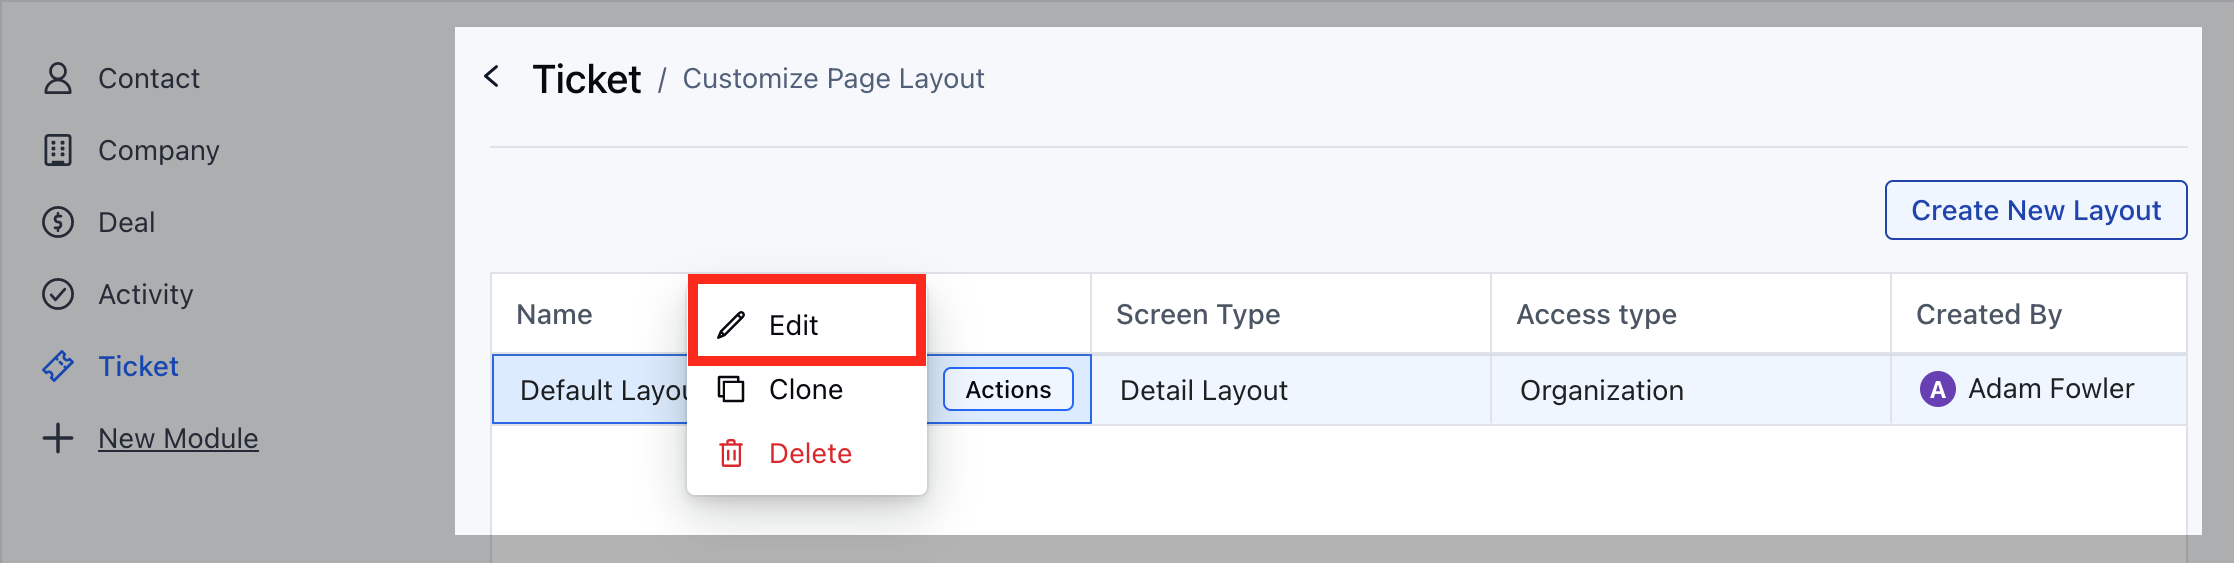 Contact
Company
Deal
Activity
Ticket
New Module
Ticket / Customize Page Layout
Create New Layout
Name Screen Type Access type Created By
Default Layou Actions Detail Layout Organization A Adam Fowler
Edit
Clone
Delete